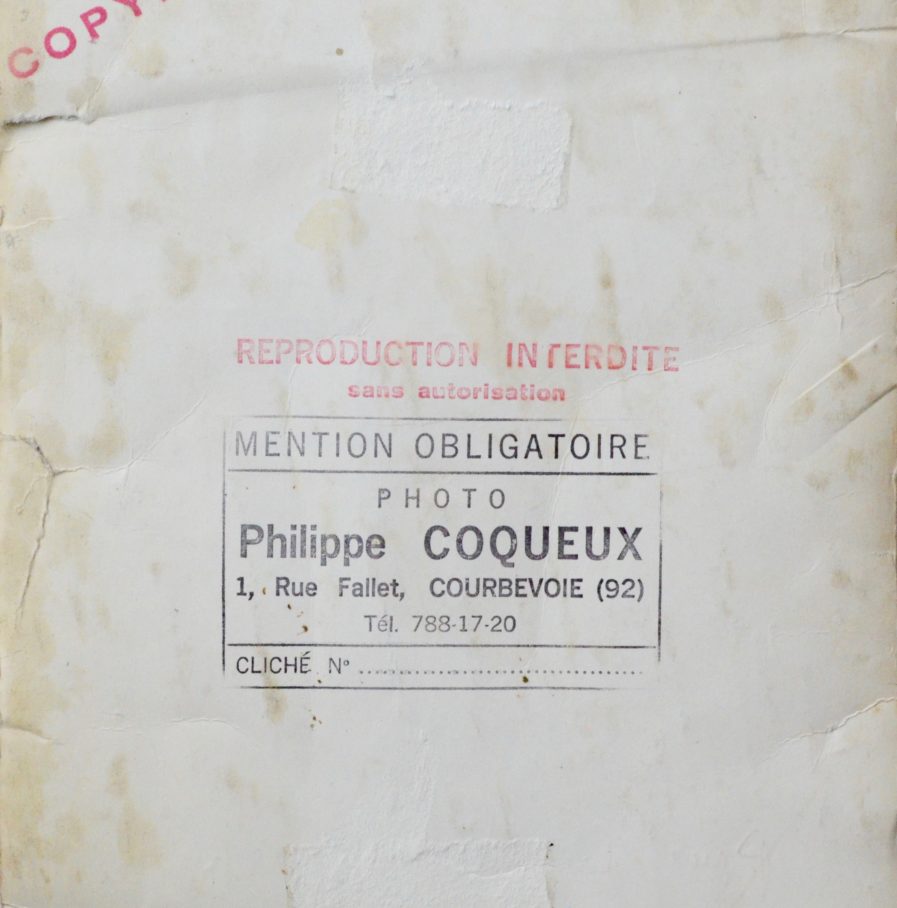 COPY
REPRODUCTION INTERDITE
sans autorisation
MENTION OBLIGATOIRE
PHOTO
Philippe COQUEUX
1, Rue Fallet, COURBEVOIE (92)
Tél. 788-17-20
CLICHÉ Nº ........................................